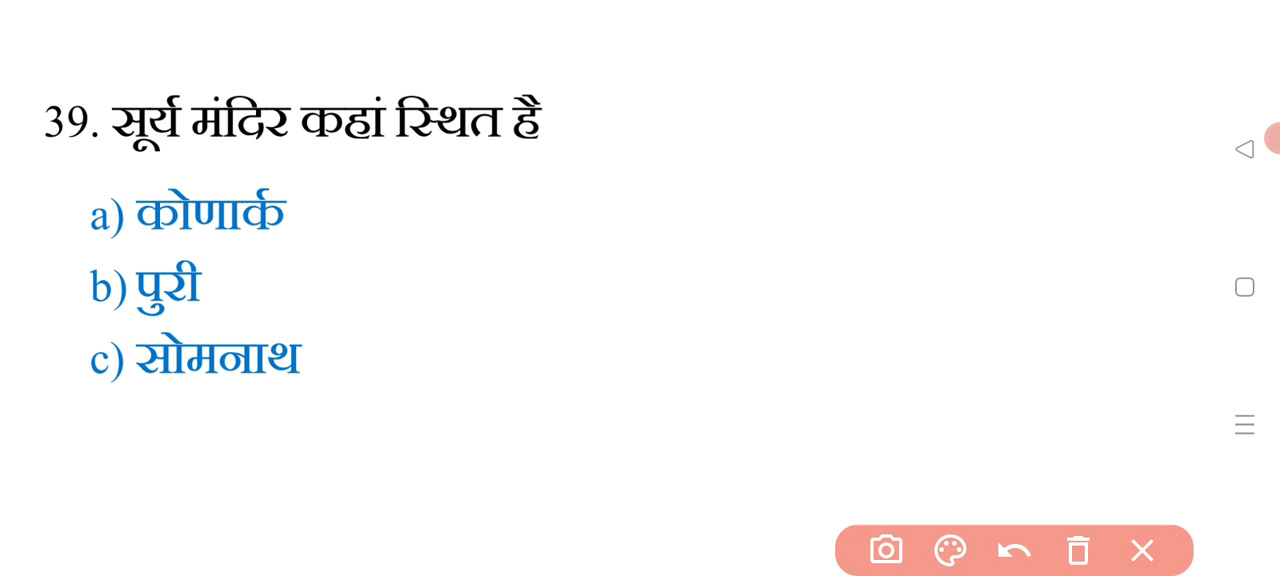 39. सूर्य मंदिर कहां स्थित है
a) कोणार्क
b) पुरी
c) सोमनाथ